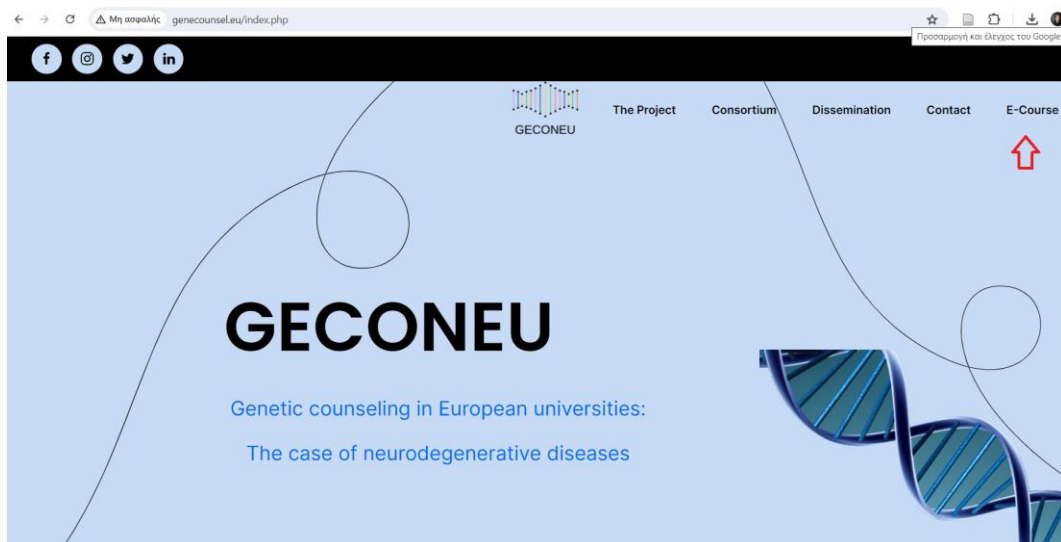 Μη ασφαλής genecounsel.eu/index.php
Προσαρμογή και έλεγχος του Google
f in
The Project Consortium Dissemination Contact E-Course
GECONEU
GECONEU
Genetic counseling in European universities:
The case of neurodegenerative diseases